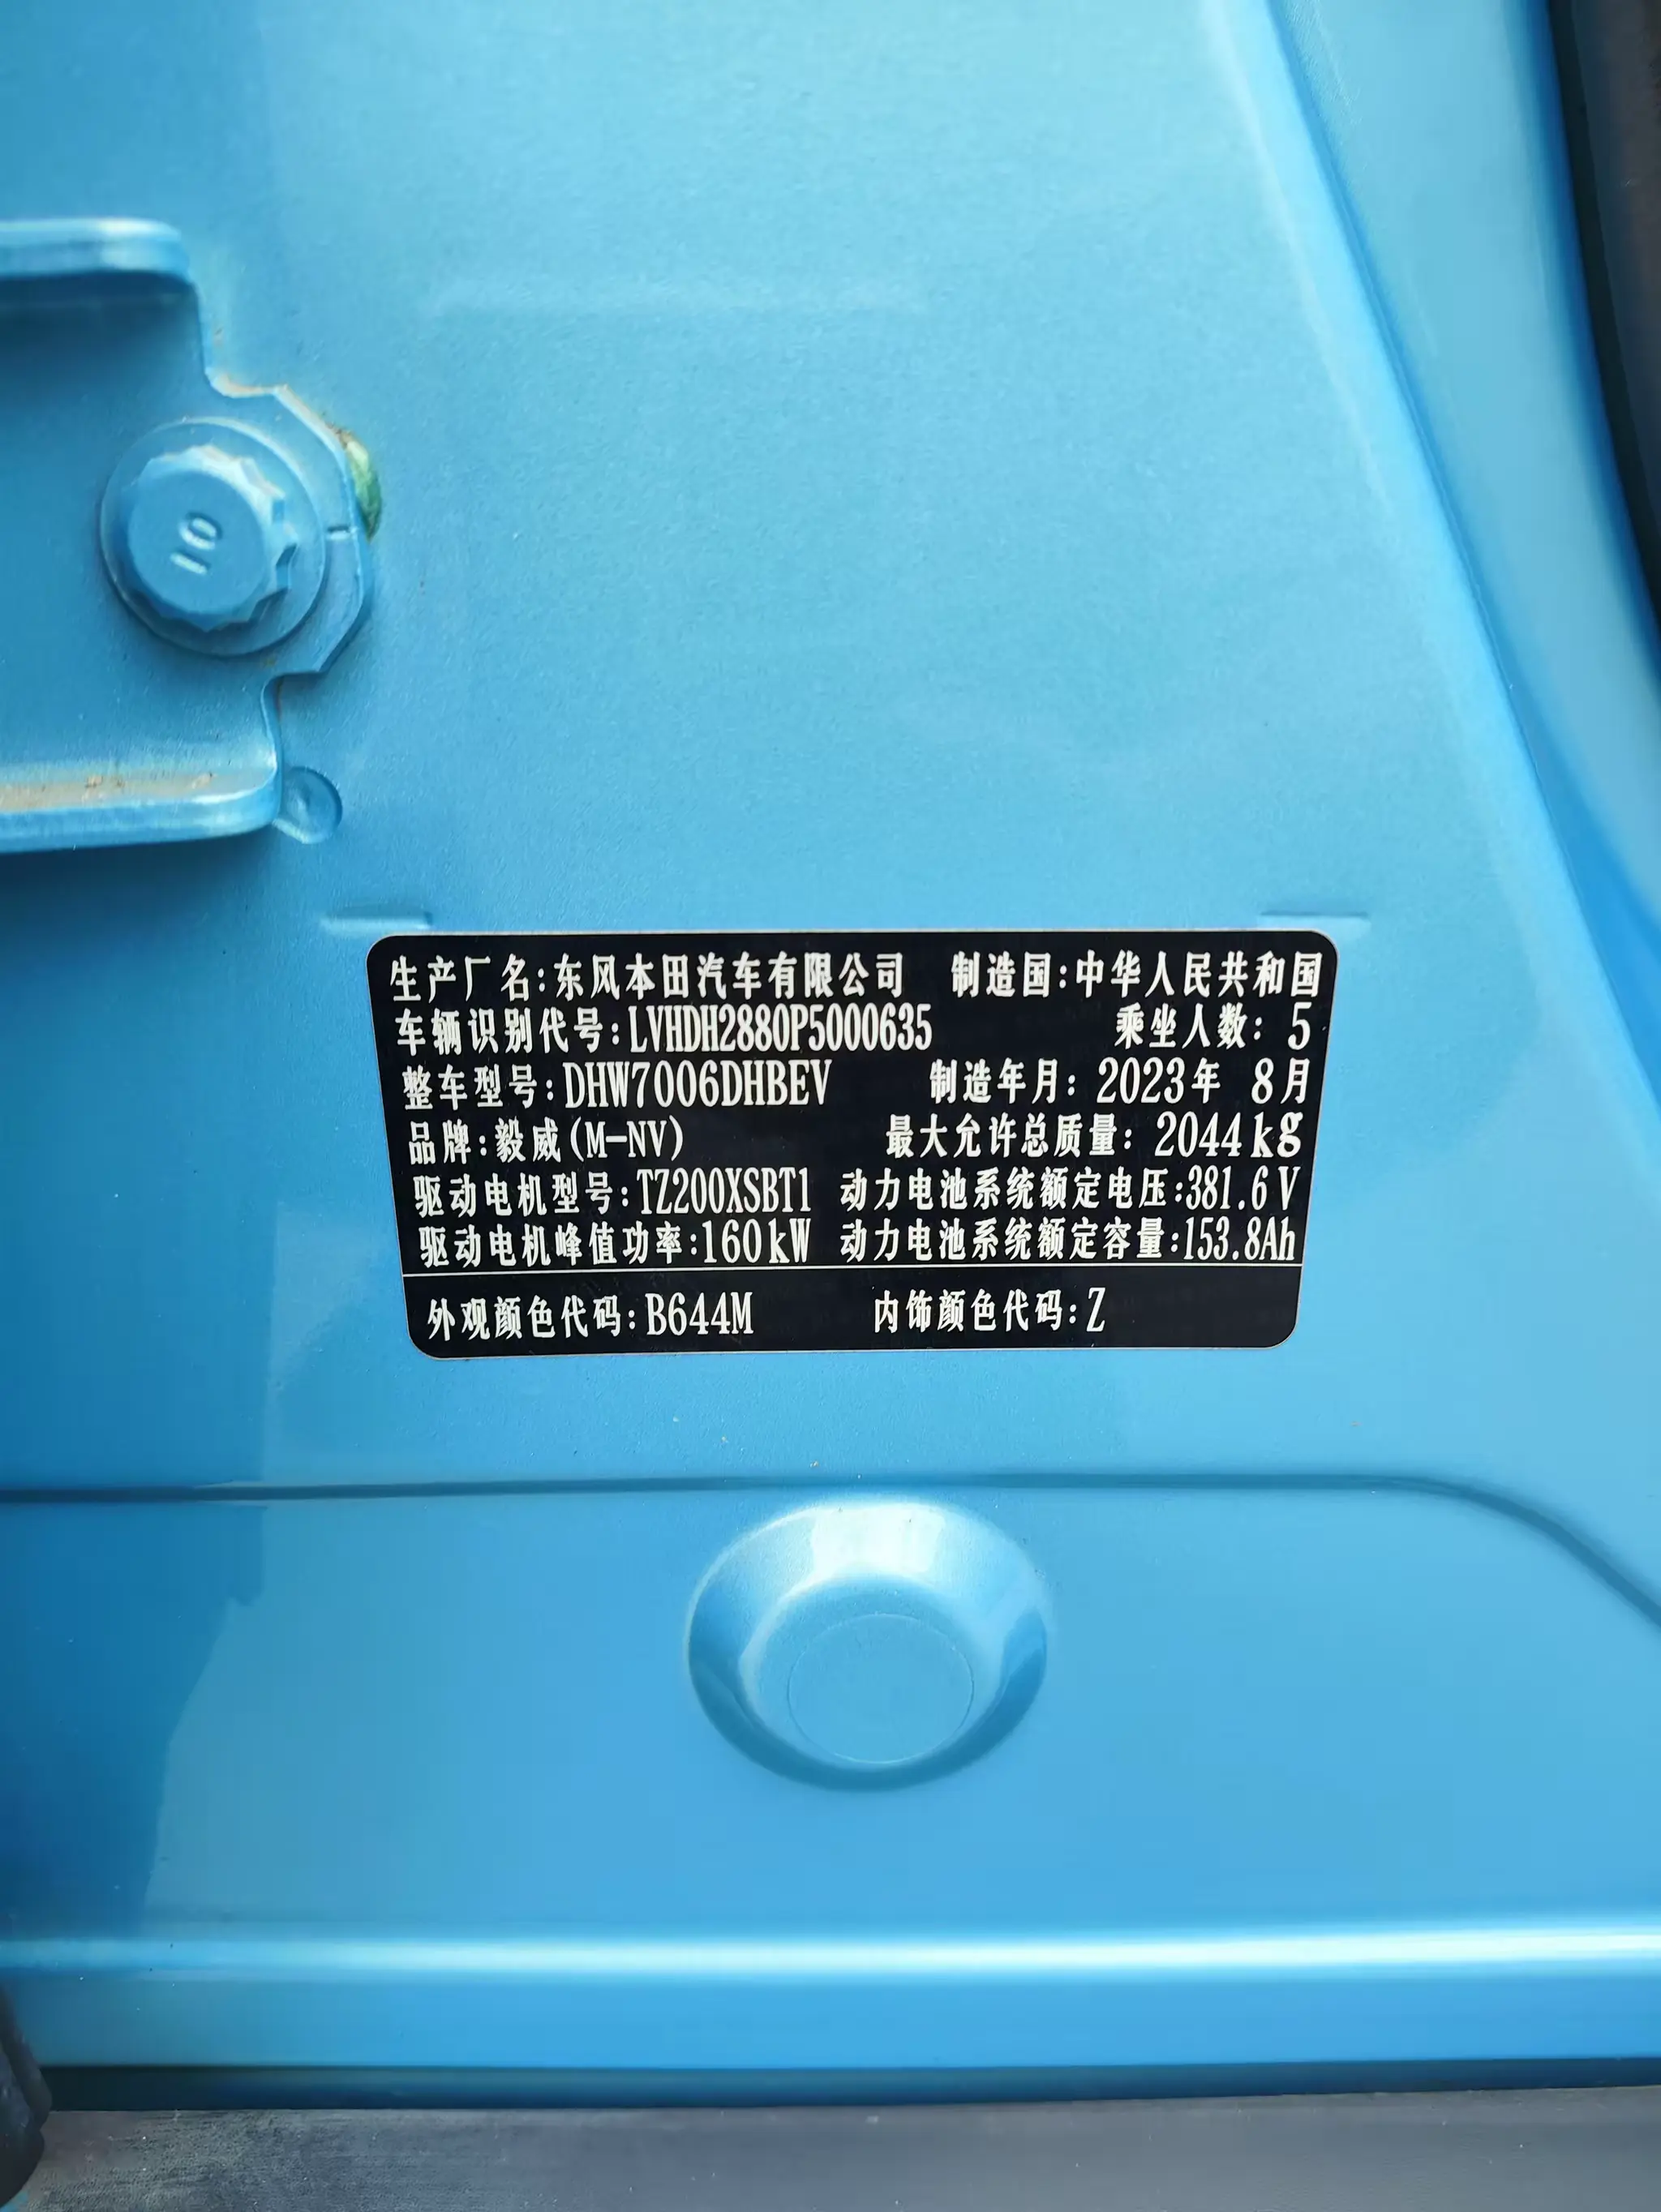 10
生产厂名:东风本田汽车有限公司 制造国:中华人民共和国
车辆识别代号:LVHDH2880P5000635 乘坐人数: 5
整车型号:DHW7006DHBEV 制造年月: 2023年 8月
品牌:毅威(M-NV) 最大允许总质量: 2044kg
驱动电机型号:TZ200XSBT1 动力电池系统额定电压:381.6V
驱动电机峰值功率:160kW 动力电池系统额定容量:153.8Ah
外观颜色代码:B644M 内饰颜色代码:Z